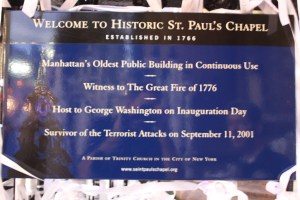 WELCOME TO HISTORIC ST. PAUL'S CHAPEL
ESTABLISHED IN 1766
Manhattan's Oldest Public Building in Continuous Use
Witness to The Great Fire of 1776
Host to George Washington on Inauguration Day
Survivor of the Terrorist Attacks on September 11, 2001
A PARISH OF TRINITY CHURCH IN THE CITY OF NEW YORK
www.saintpaulschapel.org